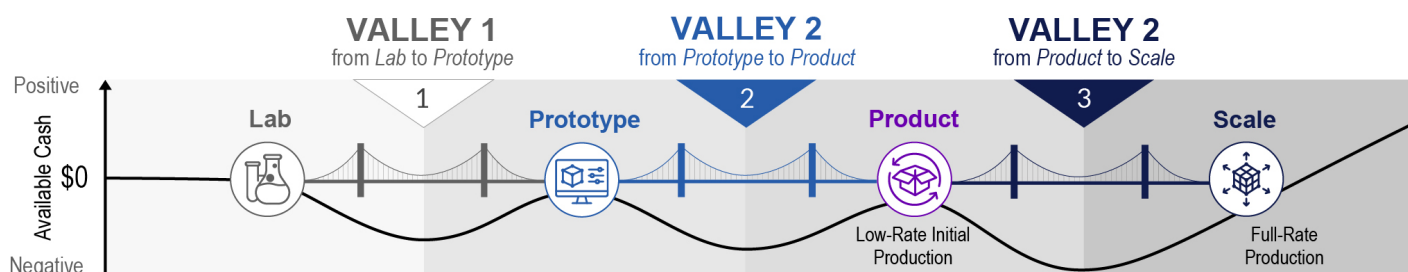 VALLEY 1
from Lab to Prototype
VALLEY 2
from Prototype to Product
VALLEY 2
from Product to Scale
Positive
1
2
3
Lab
Prototype
Product
Scale
Available Cash
$0
Low-Rate Initial
Production
Full-Rate
Production
Negative